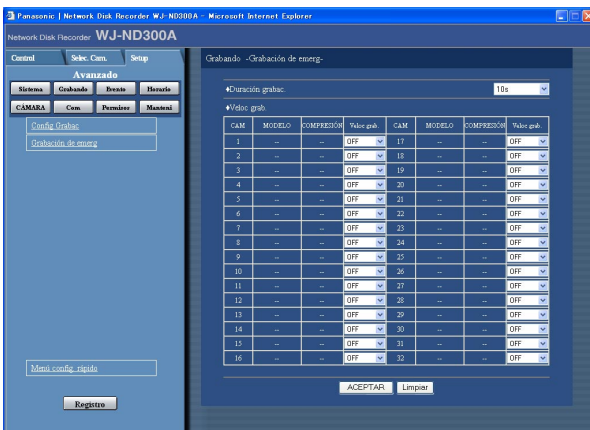 Panasonic | Network Disk Recorder WJ-ND300A - Microsoft Internet Explorer
Network Disk Recorder WJ-ND300A
Control Selec. Cam. Setup
Avanzado
Sistema Grabando Evento Horario
CÁMARA Com. Permisos Manteni
Config Grabac
Grabación de emerg
Menú config. rápido
Registro
Grabando -Grabación de emerg-
♦Duración grabac. 10s
♦Veloc grab.
CAM MODELO COMPRESIÓN Veloc grab. CAM MODELO COMPRESIÓN Veloc grab.
1 -- -- OFF 17 -- -- OFF
2 -- -- OFF 18 -- -- OFF
3 -- -- OFF 19 -- -- OFF
4 -- -- OFF 20 -- -- OFF
5 -- -- OFF 21 -- -- OFF
6 -- -- OFF 22 -- -- OFF
7 -- -- OFF 23 -- -- OFF
8 -- -- OFF 24 -- -- OFF
9 -- -- OFF 25 -- -- OFF
10 -- -- OFF 26 -- -- OFF
11 -- -- OFF 27 -- -- OFF
12 -- -- OFF 28 -- -- OFF
13 -- -- OFF 29 -- -- OFF
14 -- -- OFF 30 -- -- OFF
15 -- -- OFF 31 -- -- OFF
16 -- -- OFF 32 -- -- OFF
ACEPTAR Limpiar